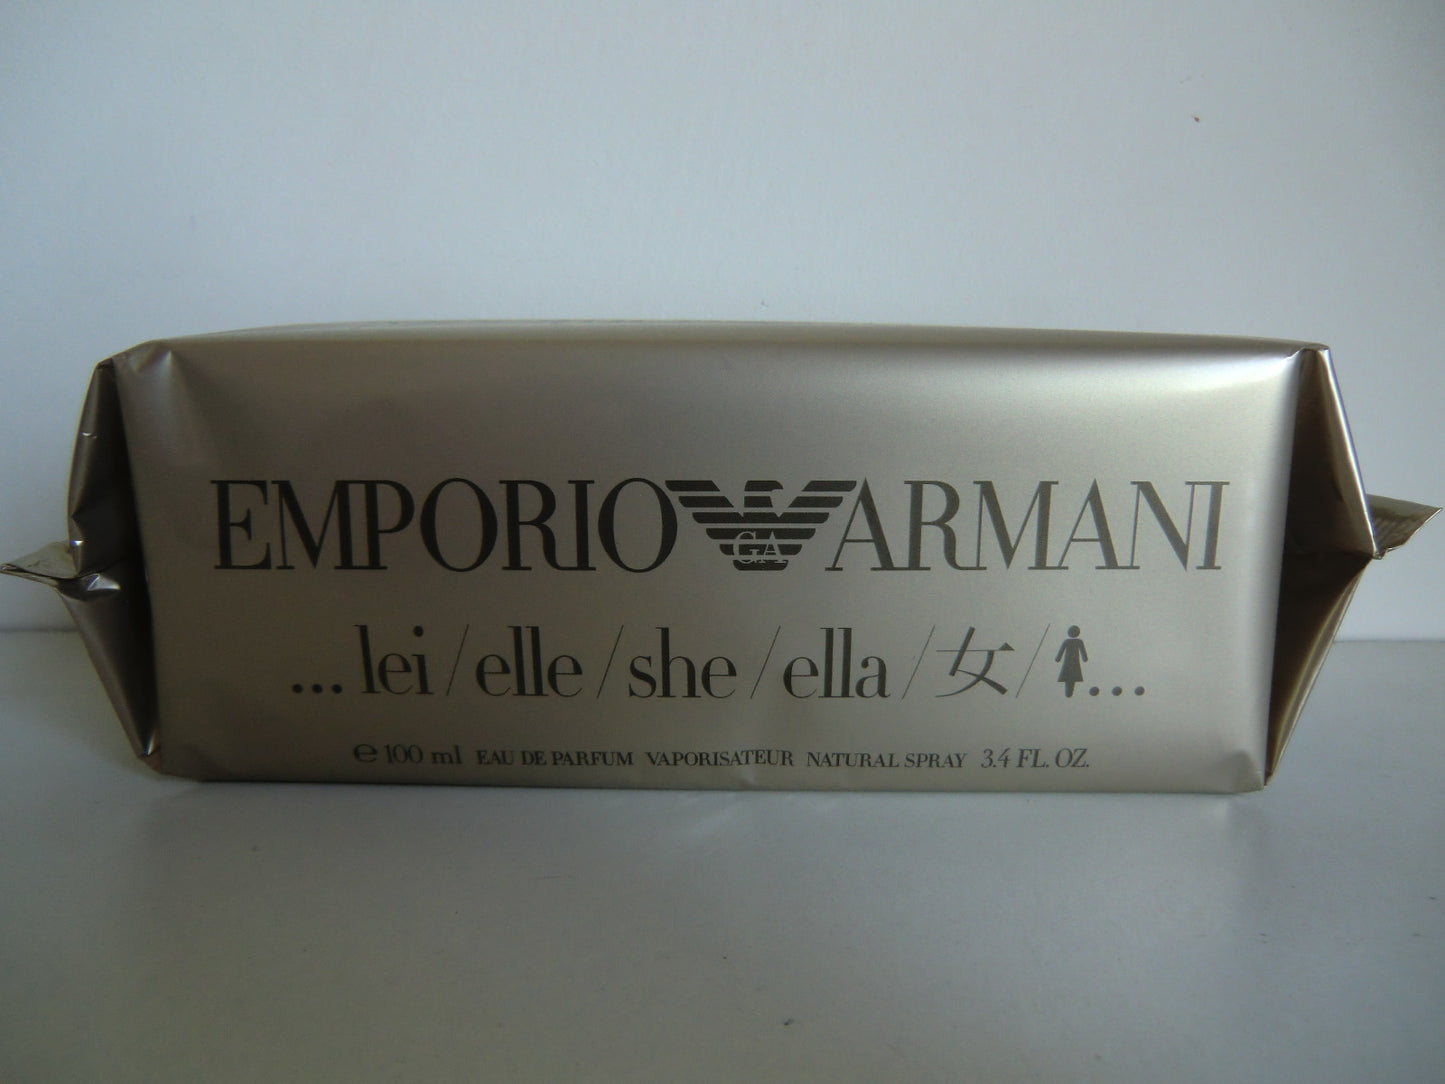 EMPORIO GA ARMANI
...lei/elle/she/ella/女/...
℮ 100 ml EAU DE PARFUM VAPORISATEUR NATURAL SPRAY 3.4 FL. OZ.